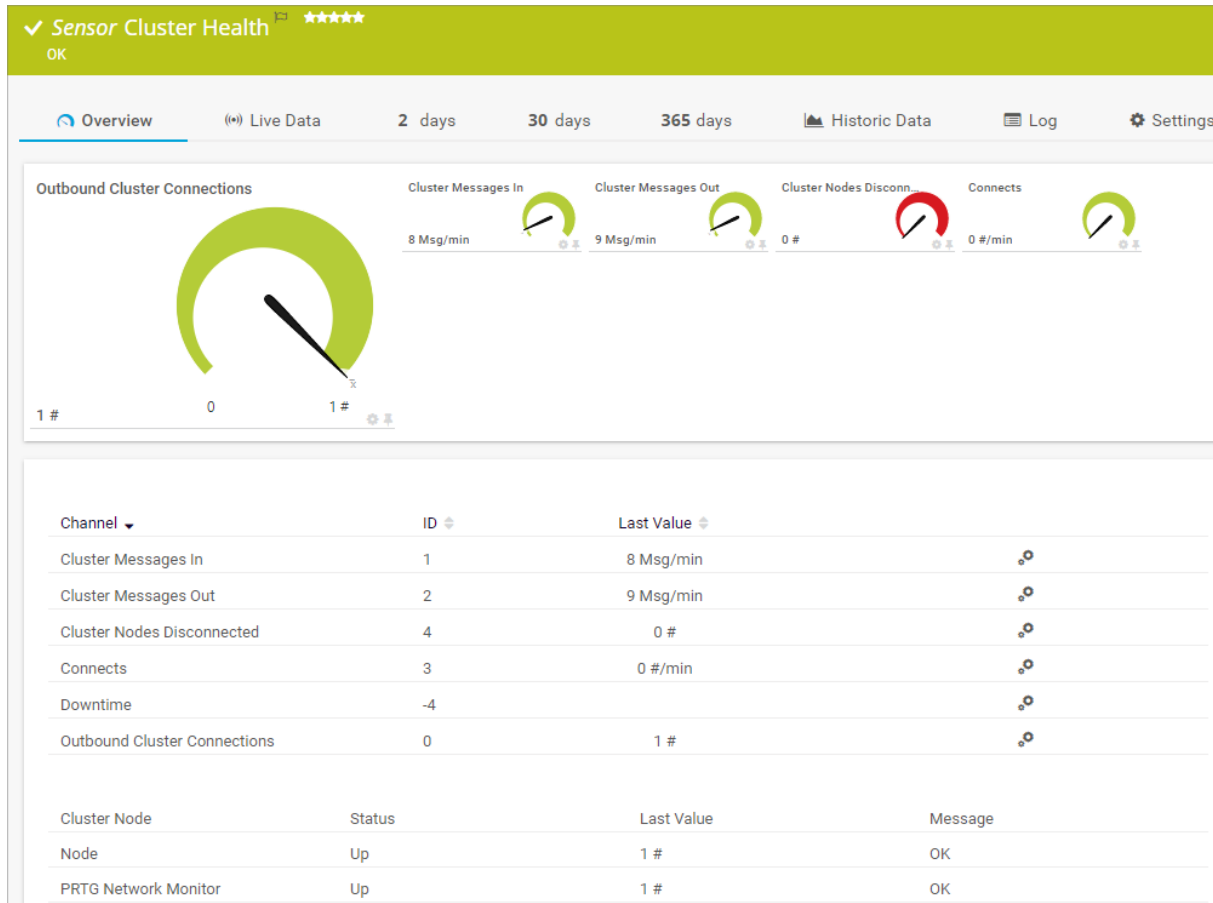 Sensor Cluster Health
OK
Overview Live Data 2 days 30 days 365 days Historic Data Log Settings
Outbound Cluster Connections
1 #
0
1 #
Cluster Messages In
8 Msg/min
Cluster Messages Out
9 Msg/min
Cluster Nodes Disconn...
0 #
Connects
0 #/min
Channel ID Last Value
Cluster Messages In 1 8 Msg/min
Cluster Messages Out 2 9 Msg/min
Cluster Nodes Disconnected 4 0 #
Connects 3 0 #/min
Downtime -4
Outbound Cluster Connections 0 1 #
Cluster Node Status Last Value Message
Node Up 1 # OK
PRTG Network Monitor Up 1 # OK